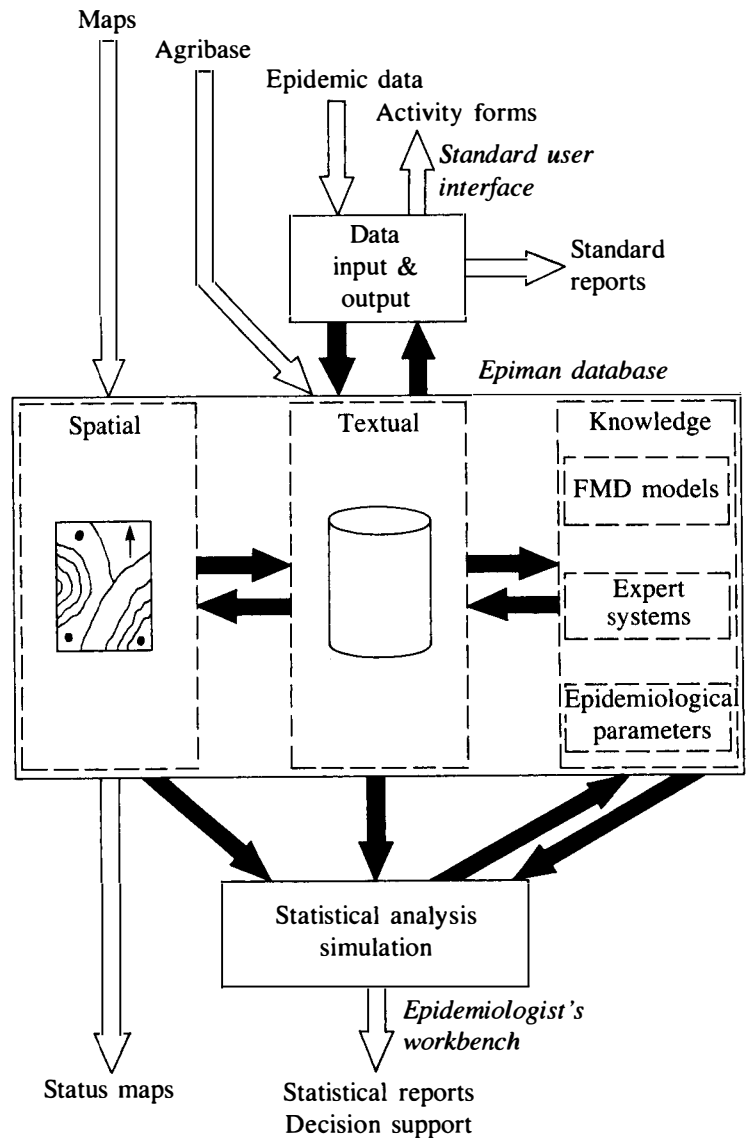 Maps
Agribase
Epidemic data
Activity forms
Standard user
interface
Data
input &
output
Standard
reports
Epiman database
Spatial
Textual
Knowledge
FMD models
Expert
systems
Epidemiological
parameters
Statistical analysis
simulation
Epidemiologist's
workbench
Status maps
Statistical reports
Decision support